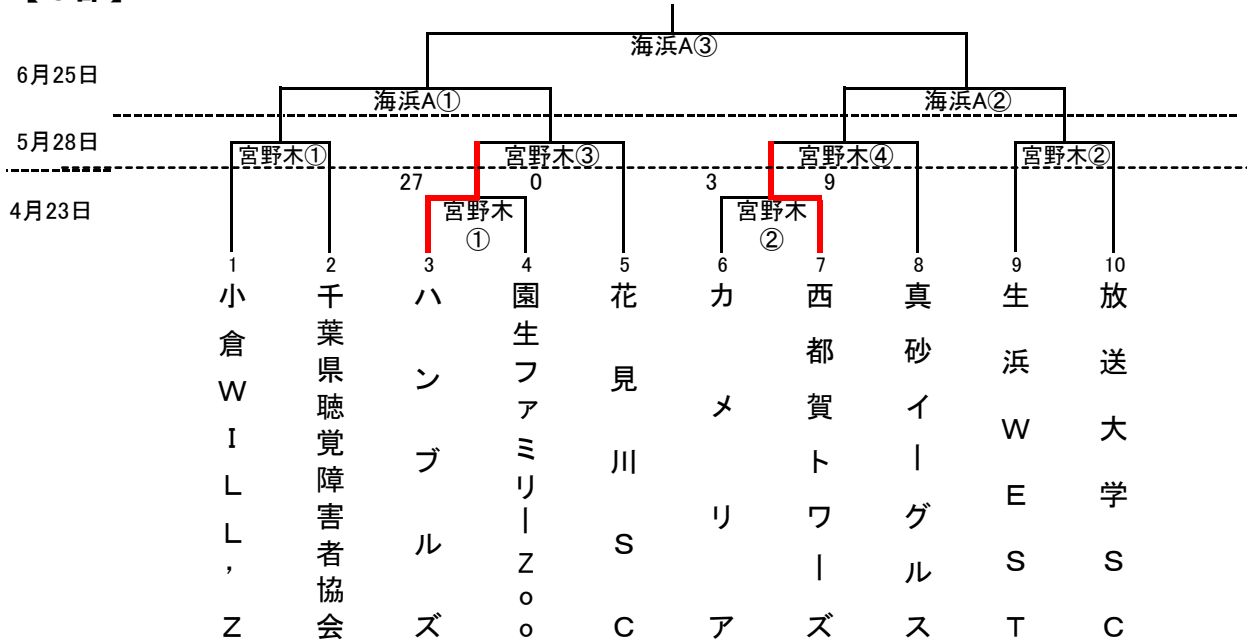 海浜A③
6月25日
海浜A①
海浜A②
5月28日
宮野木①
宮野木③
宮野木④
宮野木②
27
0
3
9
4月23日
宮野木
①
宮野木
②
1
2
3
4
5
6
7
8
9
10
小倉WILL'Z
千葉県聴覚障害者協会
ハンブルズ
園生ファミリーZoo
花見川SC
カメリア
西都賀トワーズ
真砂イーグルス
生浜WEST
放送大学SC